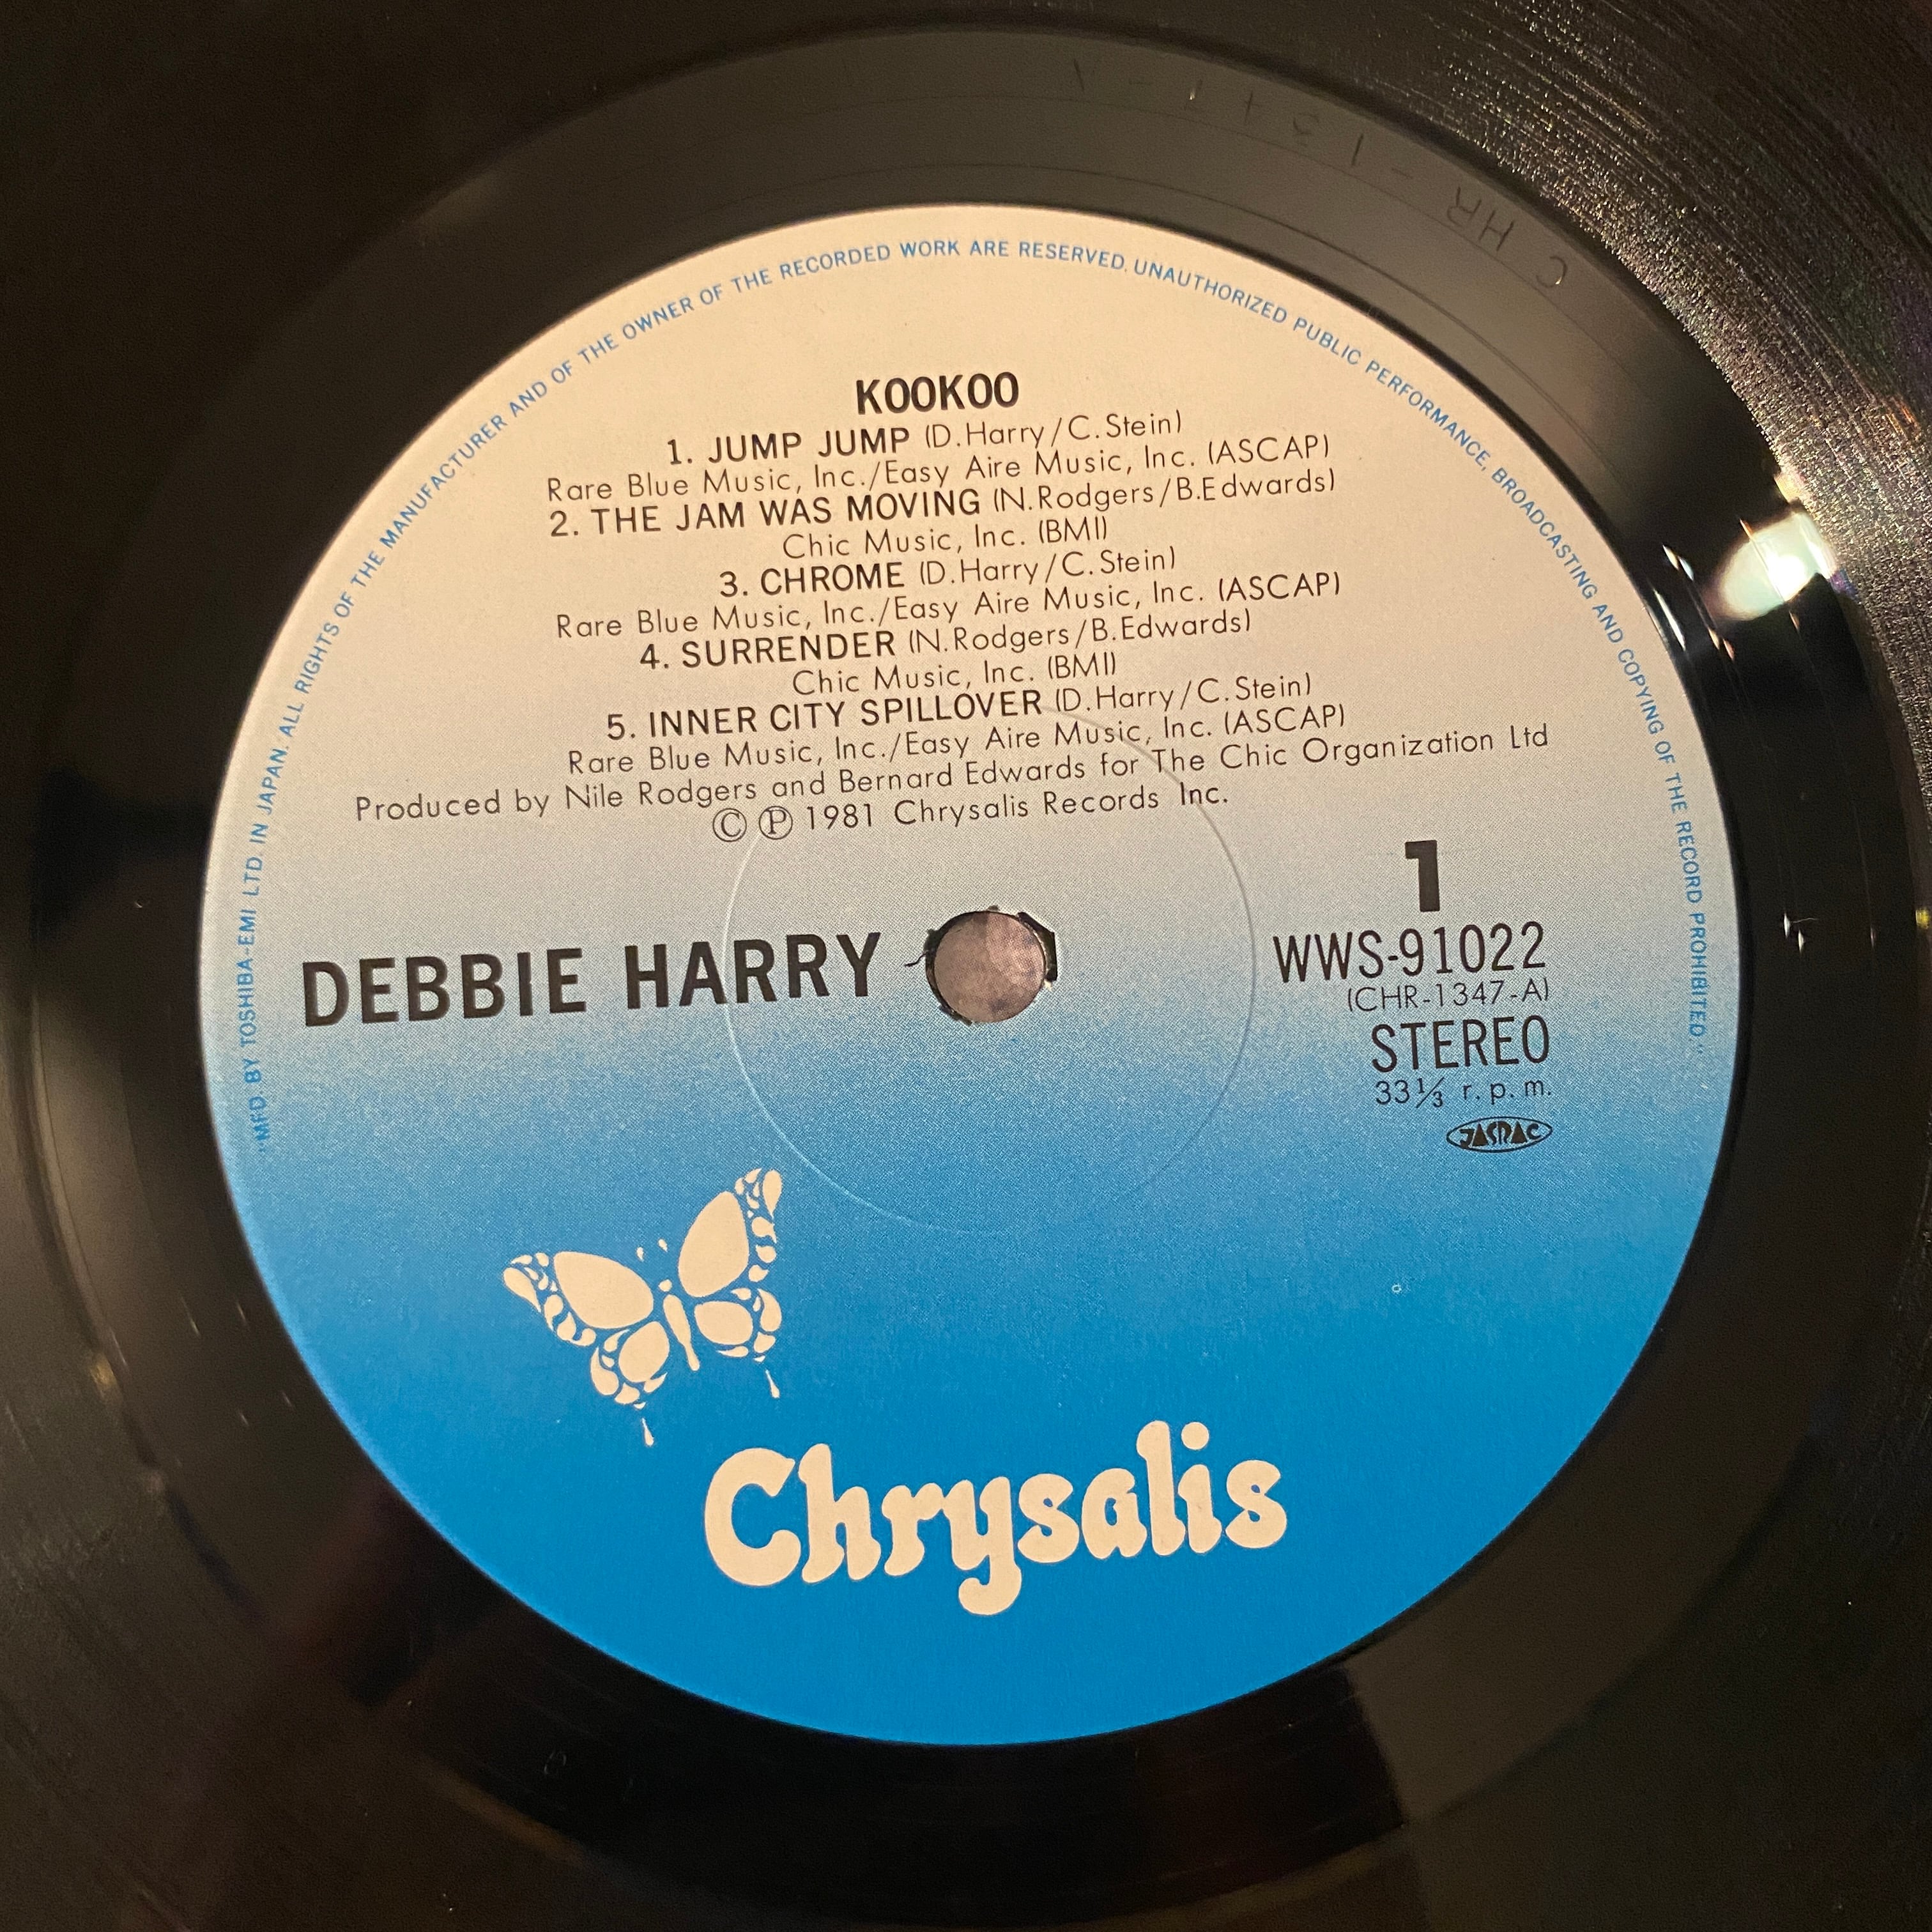 "MFD. BY TOSHIBA-EMI LTD. IN JAPAN. ALL RIGHTS OF THE MANUFACTURER AND OF THE OWNER OF THE RECORDED WORK ARE RESERVED. UNAUTHORIZED PUBLIC PERFORMANCE, BROADCASTING AND COPYING OF THE RECORD PROHIBITED."
KOOKOO
1. JUMP JUMP (D.Harry/C.Stein)
Rare Blue Music, Inc./Easy Aire Music, Inc. (ASCAP)
2. THE JAM WAS MOVING (N.Rodgers/B.Edwards)
Chic Music, Inc. (BMI)
3. CHROME (D.Harry/C.Stein)
Rare Blue Music, Inc./Easy Aire Music, Inc. (ASCAP)
4. SURRENDER (N.Rodgers/B.Edwards)
Chic Music, Inc. (BMI)
5. INNER CITY SPILLOVER (D.Harry/C.Stein)
Rare Blue Music, Inc./Easy Aire Music, Inc. (ASCAP)
Produced by Nile Rodgers and Bernard Edwards for The Chic Organization Ltd
©℗ 1981 Chrysalis Records Inc.
DEBBIE HARRY
1
WWS-91022
(CHR-1347-A)
STEREO
33⅓ r.p.m.
JASRAC
Chrysalis